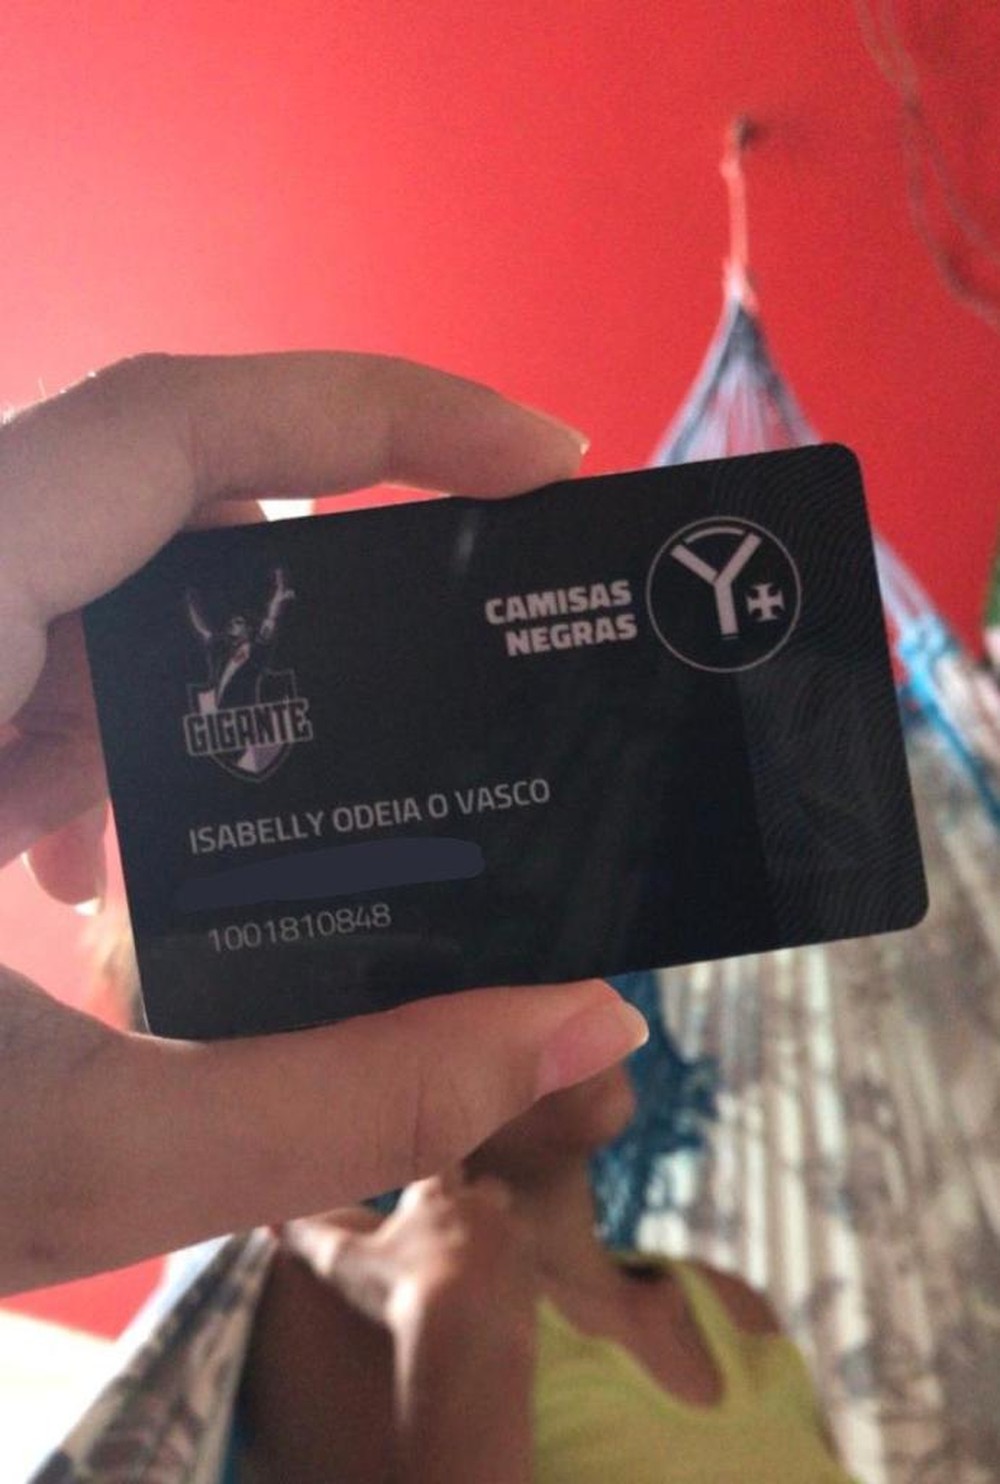 CAMISAS
NEGRAS
GIGANTE
ISABELLY ODEIA O VASCO
1001810848